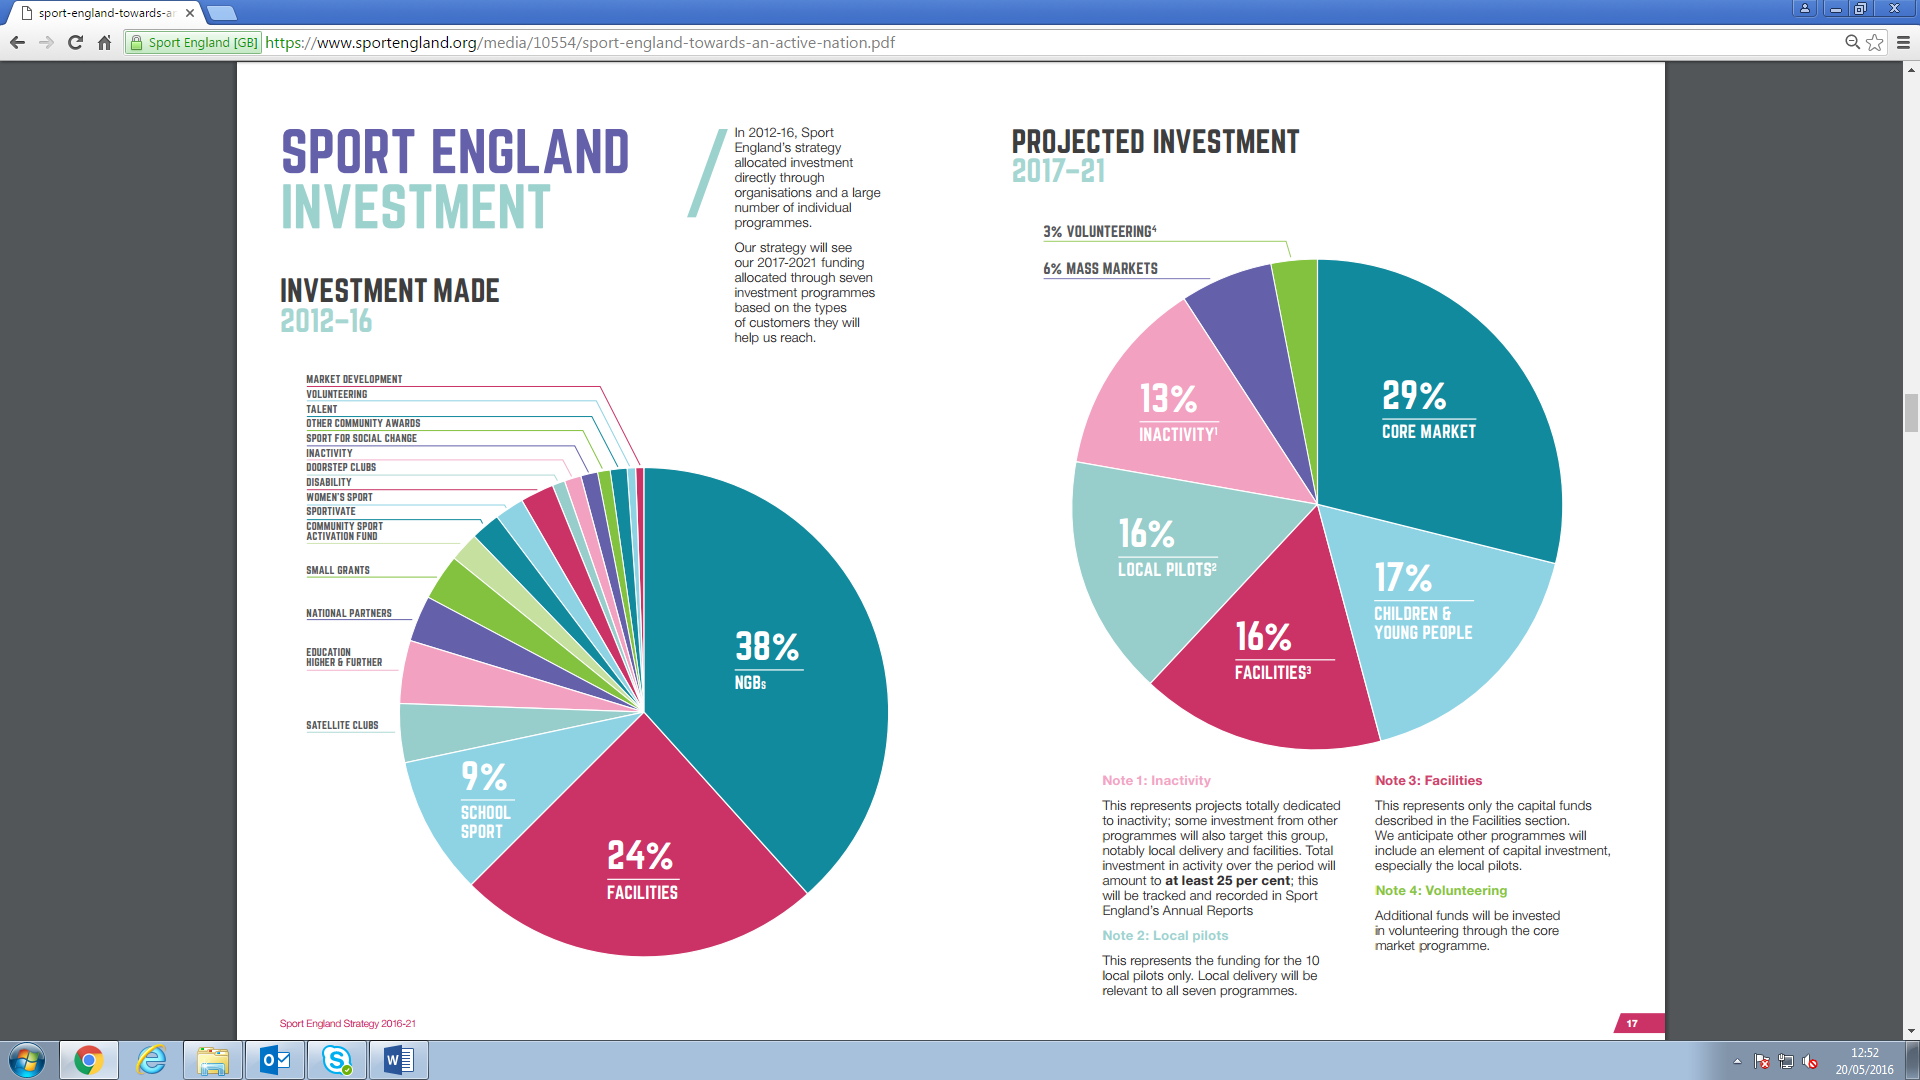 sport-england-towards-a
Sport England [GB]
https://www.sportengland.org/media/10554/sport-england-towards-an-active-nation.pdf
SPORT ENGLAND
INVESTMENT
In 2012-16, Sport
England's strategy
allocated investment
directly through
organisations and a large
number of individual
programmes.
Our strategy will see
our 2017-2021 funding
allocated through seven
investment programmes
based on the types
of customers they will
help us reach.
INVESTMENT MADE
2012-16
MARKET DEVELOPMENT
VOLUNTEERING
TALENT
OTHER COMMUNITY AWARDS
SPORT FOR SOCIAL CHANGE
INACTIVITY
DOORSTEP CLUBS
DISABILITY
WOMEN'S SPORT
SPORTIVATE
COMMUNITY SPORT
ACTIVATION FUND
SMALL GRANTS
NATIONAL PARTNERS
EDUCATION
HIGHER & FURTHER
SATELLITE CLUBS
38%
NGBs
9%
SCHOOL
SPORT
24%
FACILITIES
PROJECTED INVESTMENT
2017-21
3% VOLUNTEERING⁴
6% MASS MARKETS
29%
CORE MARKET
13%
INACTIVITY¹
16%
LOCAL PILOTS²
17%
CHILDREN &
YOUNG PEOPLE
16%
FACILITIES³
Note 1: Inactivity
This represents projects totally dedicated
to inactivity; some investment from other
programmes will also target this group,
notably local delivery and facilities. Total
investment in activity over the period will
amount to at least 25 per cent; this
will be tracked and recorded in Sport
England's Annual Reports
Note 2: Local pilots
This represents the funding for the 10
local pilots only. Local delivery will be
relevant to all seven programmes.
Note 3: Facilities
This represents only the capital funds
described in the Facilities section.
We anticipate other programmes will
include an element of capital investment,
especially the local pilots.
Note 4: Volunteering
Additional funds will be invested
in volunteering through the core
market programme.
Sport England Strategy 2016-21
17
12:52
20/05/2016